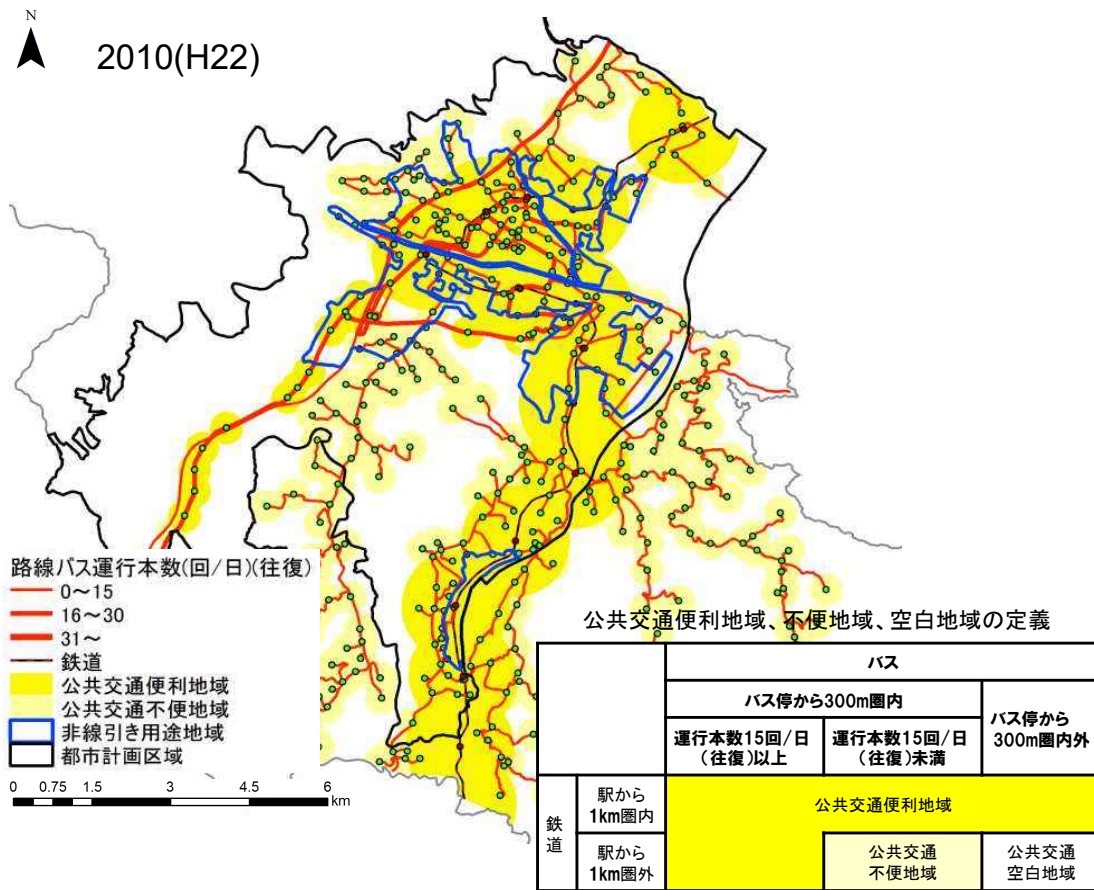 N
2010(H22)
路線バス運行本数(回/日)(往復)
0～15
16～30
31～
鉄道
公共交通便利地域
公共交通不便地域
非線引き用途地域
都市計画区域
0 0.75 1.5 3 4.5 6
km
公共交通便利地域、不便地域、空白地域の定義
バス
バス停から300m圏内
バス停から
300m圏内外
運行本数15回/日
(往復)以上
運行本数15回/日
(往復)未満
鉄道
駅から
1km圏内
公共交通便利地域
駅から
1km圏外
公共交通
不便地域
公共交通
空白地域